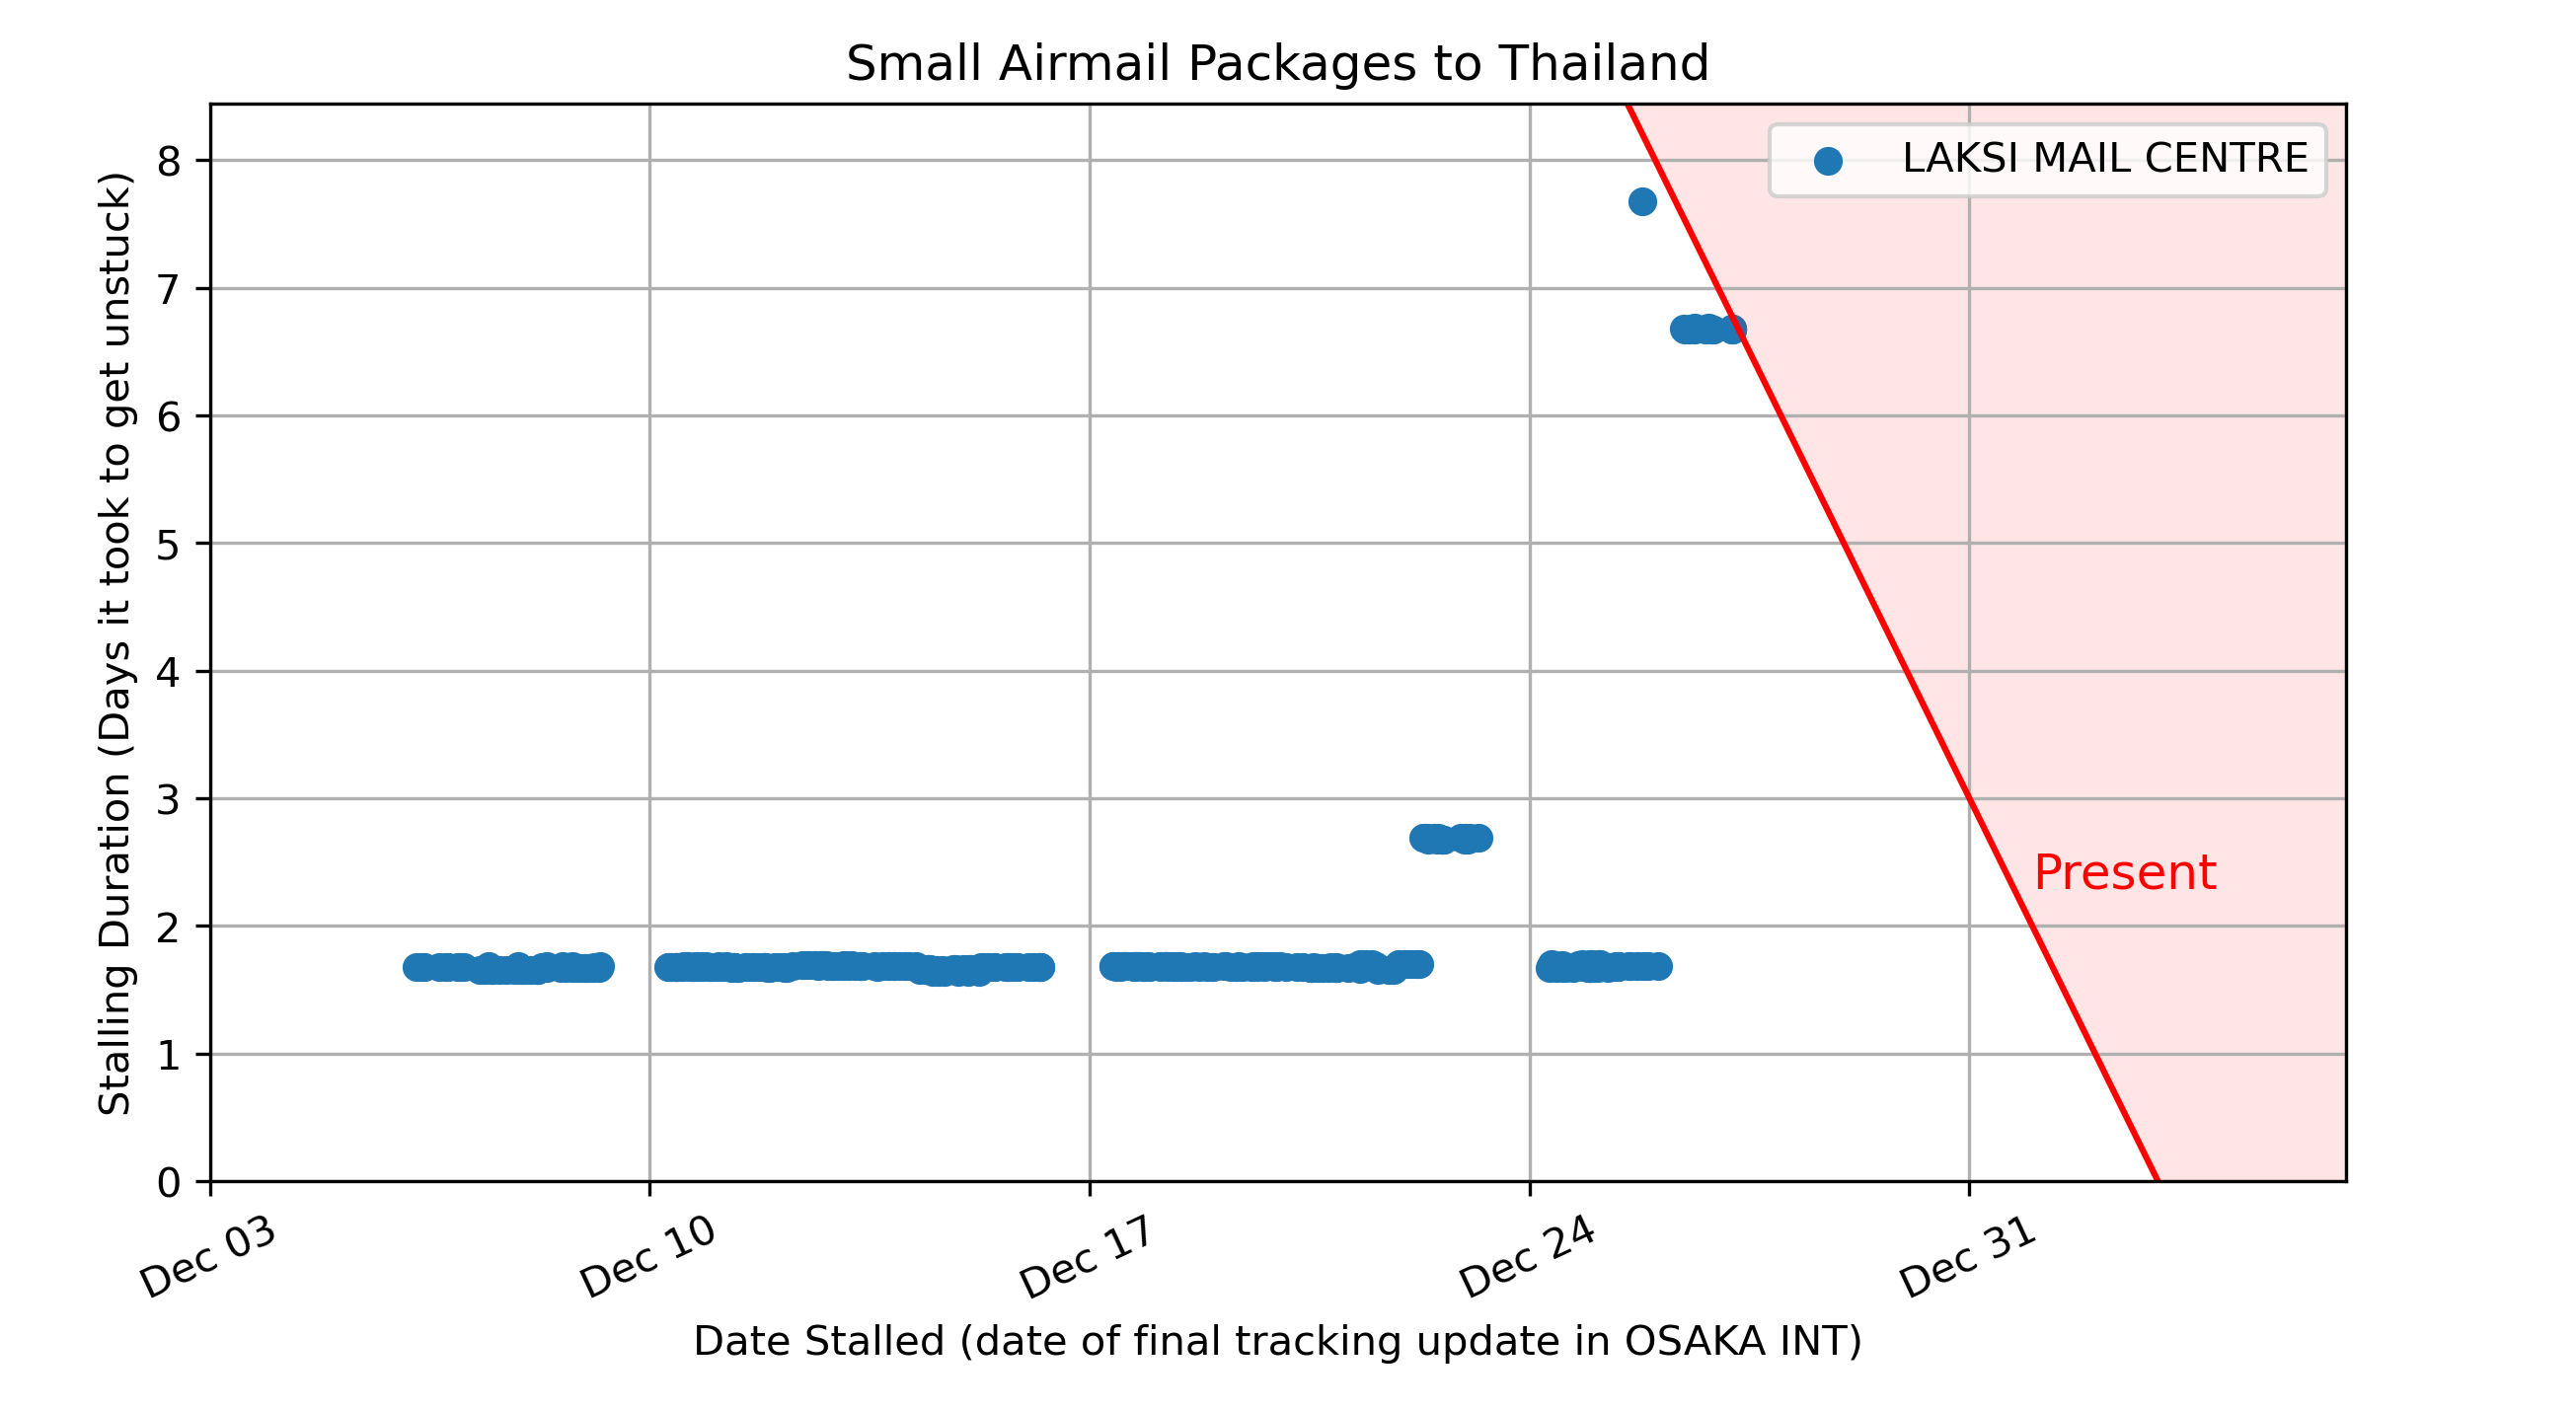 Small Airmail Packages to Thailand
LAKSI MAIL CENTRE
Stalling Duration (Days it took to get unstuck)
8
7
6
5
4
3
2
1
0
Present
Dec 03
Dec 10
Dec 17
Dec 24
Dec 31
Date Stalled (date of final tracking update in OSAKA INT)